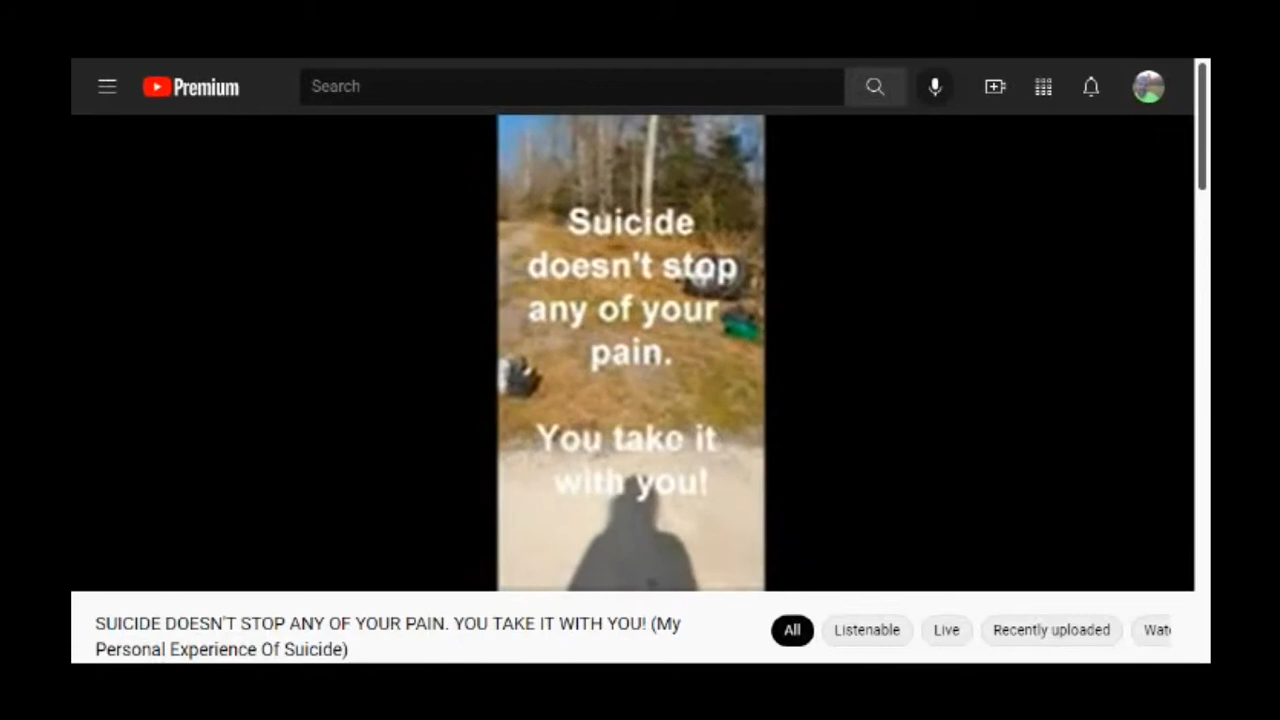 Premium
Search
Suicide
doesn't stop
any of your
pain.
You take it
with you!
SUICIDE DOESN'T STOP ANY OF YOUR PAIN. YOU TAKE IT WITH YOU! (My
Personal Experience Of Suicide)
All
Listenable
Live
Recently uploaded